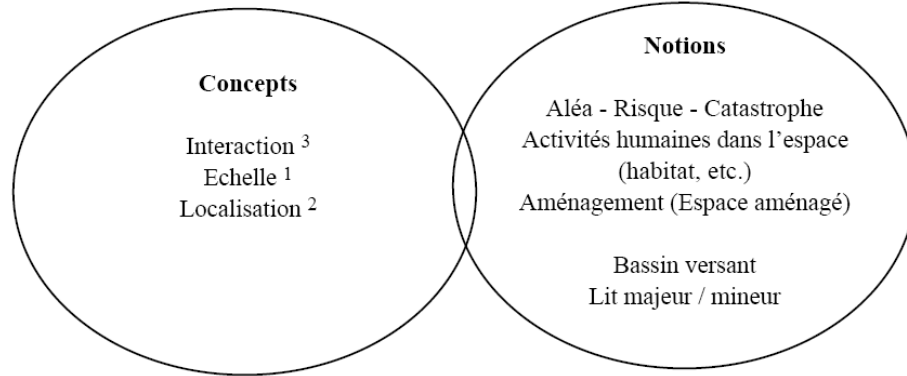 Concepts
Interaction 3
Echelle 1
Localisation 2
Notions
Aléa - Risque - Catastrophe
Activités humaines dans l'espace
(habitat, etc.)
Aménagement (Espace aménagé)
Bassin versant
Lit majeur / mineur